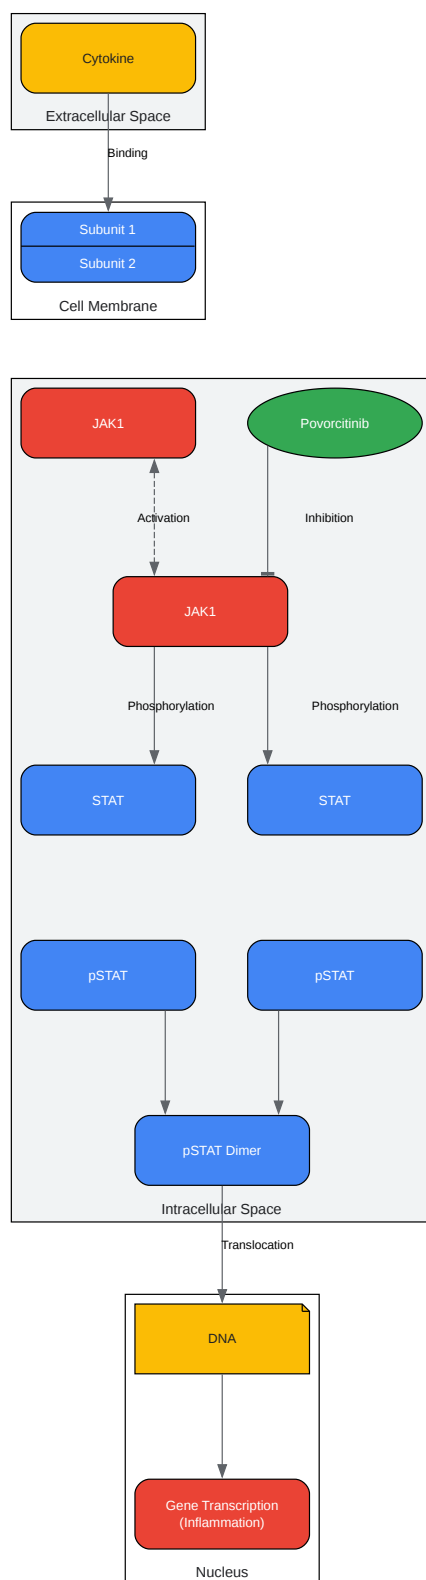 Cytokine
Extracellular Space
Binding
Subunit 1
Subunit 2
Cell Membrane
JAK1
Povorcitinib
Activation
Inhibition
JAK1
Phosphorylation
Phosphorylation
STAT
STAT
pSTAT
pSTAT
pSTAT Dimer
Intracellular Space
Translocation
DNA
Gene Transcription
(Inflammation)
Nucleus